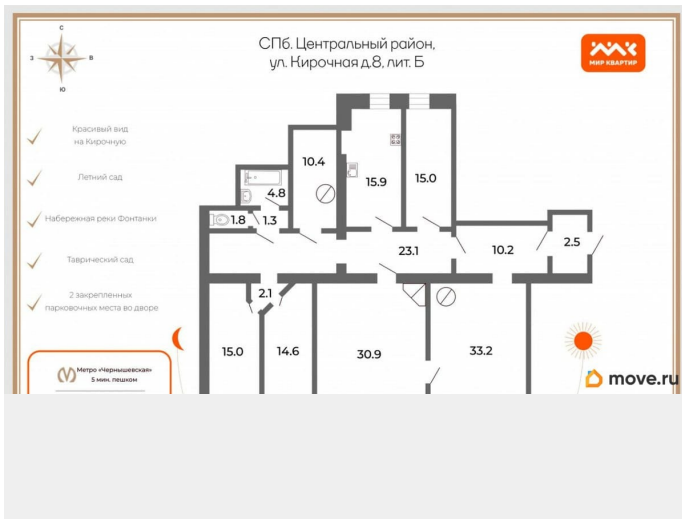 СПб. Центральный район,
ул. Кирочная д.8, лит. Б
МИР КВАРТИР
С
З
В
Ю
Красивый вид
на Кирочную
Летний сад
Набережная реки Фонтанки
Таврический сад
2 закрепленных
парковочных места во дворе
Метро «Чернышевская»
5 мин. пешком
10.4
15.9
15.0
4.8
1.8
1.3
23.1
10.2
2.5
2.1
15.0
14.6
30.9
33.2
move.ru